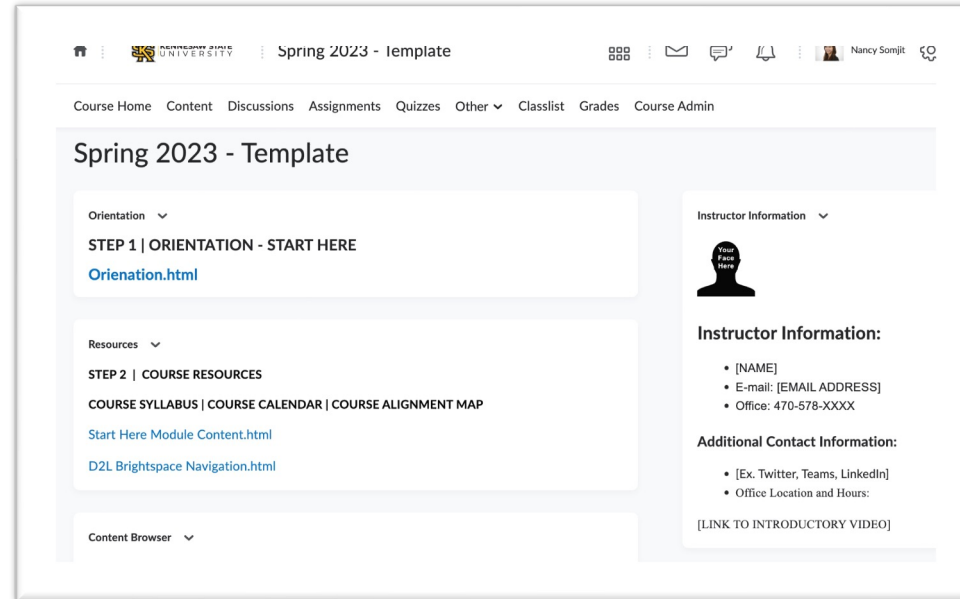 KENNESAW STATE
UNIVERSITY
Spring 2023 - Template
Nancy Somjit
Course Home Content Discussions Assignments Quizzes Other Classlist Grades Course Admin
Spring 2023 - Template
Orientation
STEP 1 | ORIENTATION - START HERE
Orienation.html
Resources
STEP 2 | COURSE RESOURCES
COURSE SYLLABUS | COURSE CALENDAR | COURSE ALIGNMENT MAP
Start Here Module Content.html
D2L Brightspace Navigation.html
Content Browser
Instructor Information
Your
Face
Here
Instructor Information:
• [NAME]
• E-mail: [EMAIL ADDRESS]
• Office: 470-578-XXXX
Additional Contact Information:
• [Ex. Twitter, Teams, LinkedIn]
• Office Location and Hours:
[LINK TO INTRODUCTORY VIDEO]